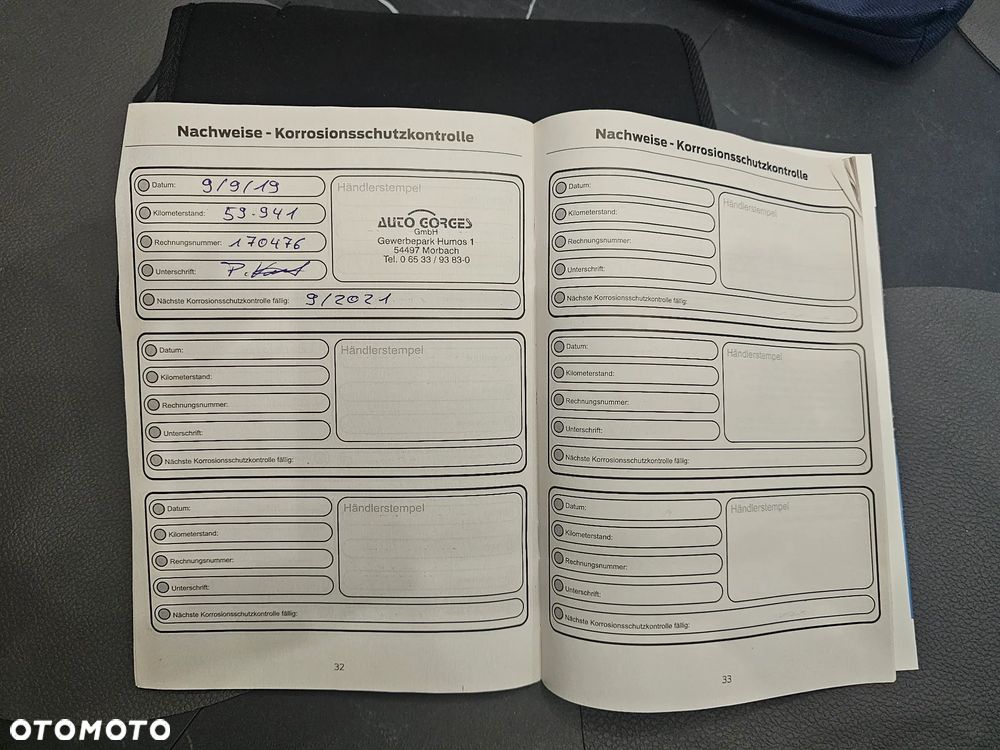 Nachweise - Korrosionsschutzkontrolle
Datum: 9/9/19
Kilometerstand: 59.941
Rechnungsnummer: 170476
Unterschrift:
Nächste Korrosionsschutzkontrolle fällig: 9/2021
Händlerstempel
AUTO GORGES
GmbH
Gewerbepark Humos 1
54497 Morbach
Tel. 0 65 33 / 93 83-0
Datum:
Kilometerstand:
Rechnungsnummer:
Unterschrift:
Nächste Korrosionsschutzkontrolle fällig:
Händlerstempel
Datum:
Kilometerstand:
Rechnungsnummer:
Unterschrift:
Nächste Korrosionsschutzkontrolle fällig:
Händlerstempel
32
Nachweise - Korrosionsschutzkontrolle
Datum:
Kilometerstand:
Rechnungsnummer:
Unterschrift:
Nächste Korrosionsschutzkontrolle fällig:
Händlerstempel
Datum:
Kilometerstand:
Rechnungsnummer:
Unterschrift:
Nächste Korrosionsschutzkontrolle fällig:
Händlerstempel
Datum:
Kilometerstand:
Rechnungsnummer:
Unterschrift:
Nächste Korrosionsschutzkontrolle fällig:
Händlerstempel
33
OTOMOTO